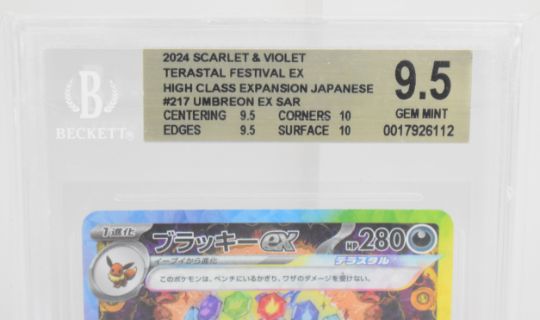 2024 SCARLET & VIOLET
TERASTAL FESTIVAL EX
HIGH CLASS EXPANSION JAPANESE
#217 UMBREON EX SAR
CENTERING 9.5 CORNERS 10
EDGES 9.5 SURFACE 10
9.5
GEM MINT
0017926112
B
BECKETT®
1進化
ブラッキーex
HP280
イーブイから進化
テラスタル
このポケモンは、ベンチにいるかぎり、ワザのダメージを受けない。